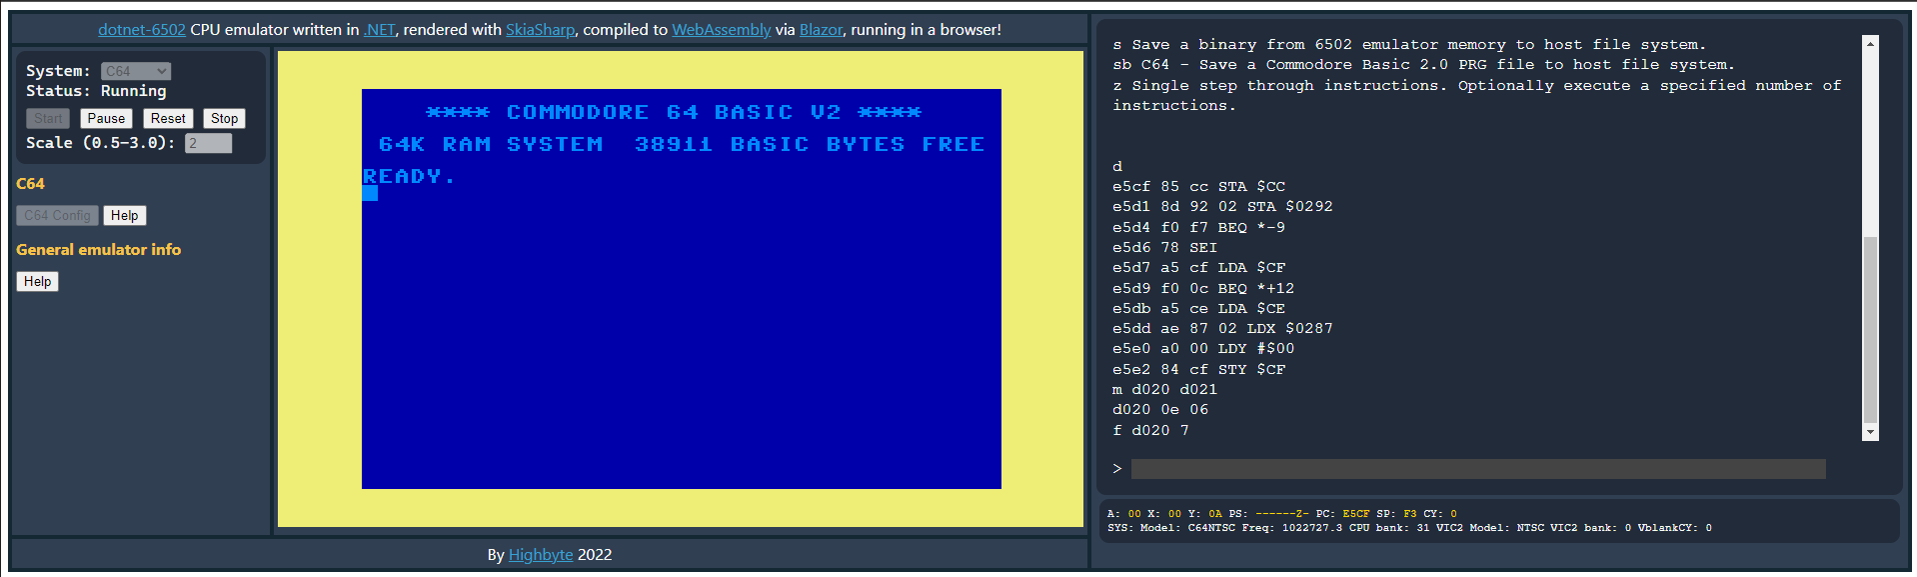 dotnet-6502 CPU emulator written in .NET, rendered with SkiaSharp, compiled to WebAssembly via Blazor, running in a browser!
System: C64
Status: Running
Start Pause Reset Stop
Scale (0.5-3.0): 2
C64
C64 Config Help
General emulator info
Help
**** COMMODORE 64 BASIC V2 ****
64K RAM SYSTEM 38911 BASIC BYTES FREE
READY.
By Highbyte 2022
s Save a binary from 6502 emulator memory to host file system.
sb C64 - Save a Commodore Basic 2.0 PRG file to host file system.
z Single step through instructions. Optionally execute a specified number of
instructions.
d
e5cf 85 cc STA $CC
e5d1 8d 92 02 STA $0292
e5d4 f0 f7 BEQ *-9
e5d6 78 SEI
e5d7 a5 cf LDA $CF
e5d9 f0 0c BEQ *+12
e5db a5 ce LDA $CE
e5dd ae 87 02 LDX $0287
e5e0 a0 00 LDY #$00
e5e2 84 cf STY $CF
m d020 d021
d020 0e 06
f d020 7
>
A: 00 X: 00 Y: 0A PS: ------Z- PC: E5CF SP: F3 CY: 0
SYS: Model: C64NTSC Freq: 1022727.3 CPU bank: 31 VIC2 Model: NTSC VIC2 bank: 0 VblankCY: 0